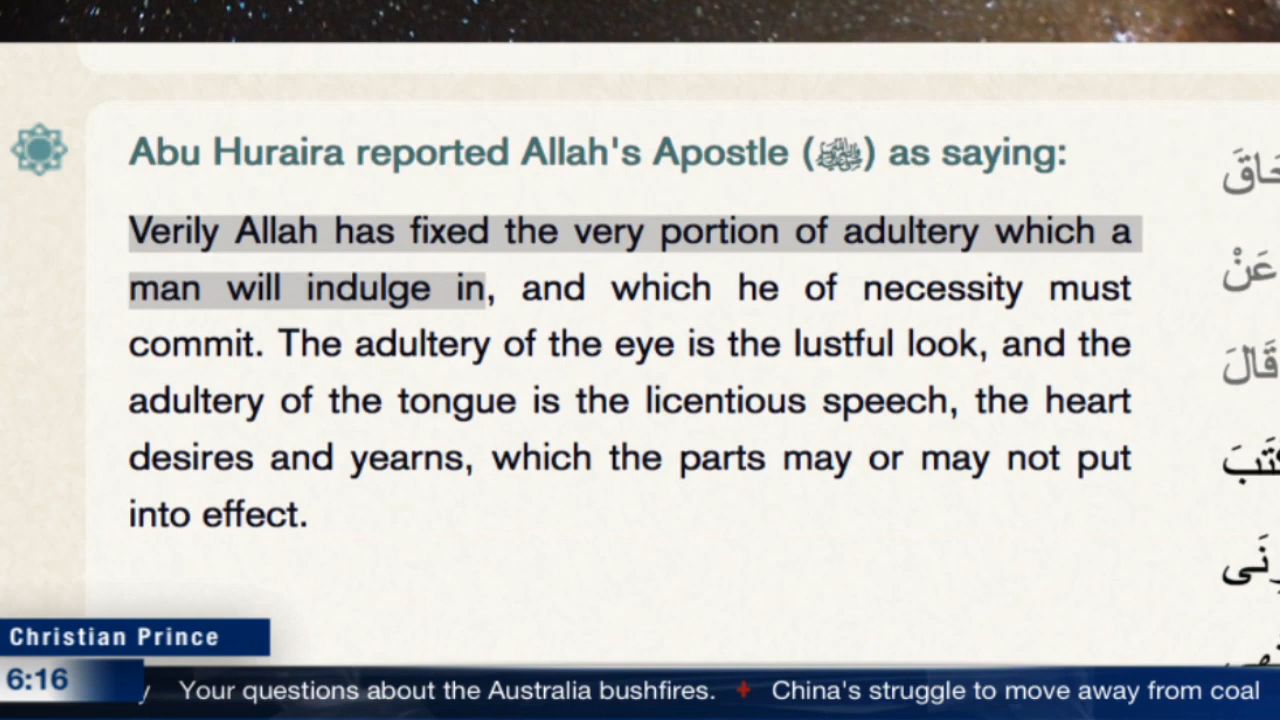 Abu Huraira reported Allah's Apostle (ﷺ) as saying:
Verily Allah has fixed the very portion of adultery which a
man will indulge in, and which he of necessity must
commit. The adultery of the eye is the lustful look, and the
adultery of the tongue is the licentious speech, the heart
desires and yearns, which the parts may or may not put
into effect.
عَنْ
قَالَ
Christian Prince
6:16
y Your questions about the Australia bushfires. + China's struggle to move away from coal